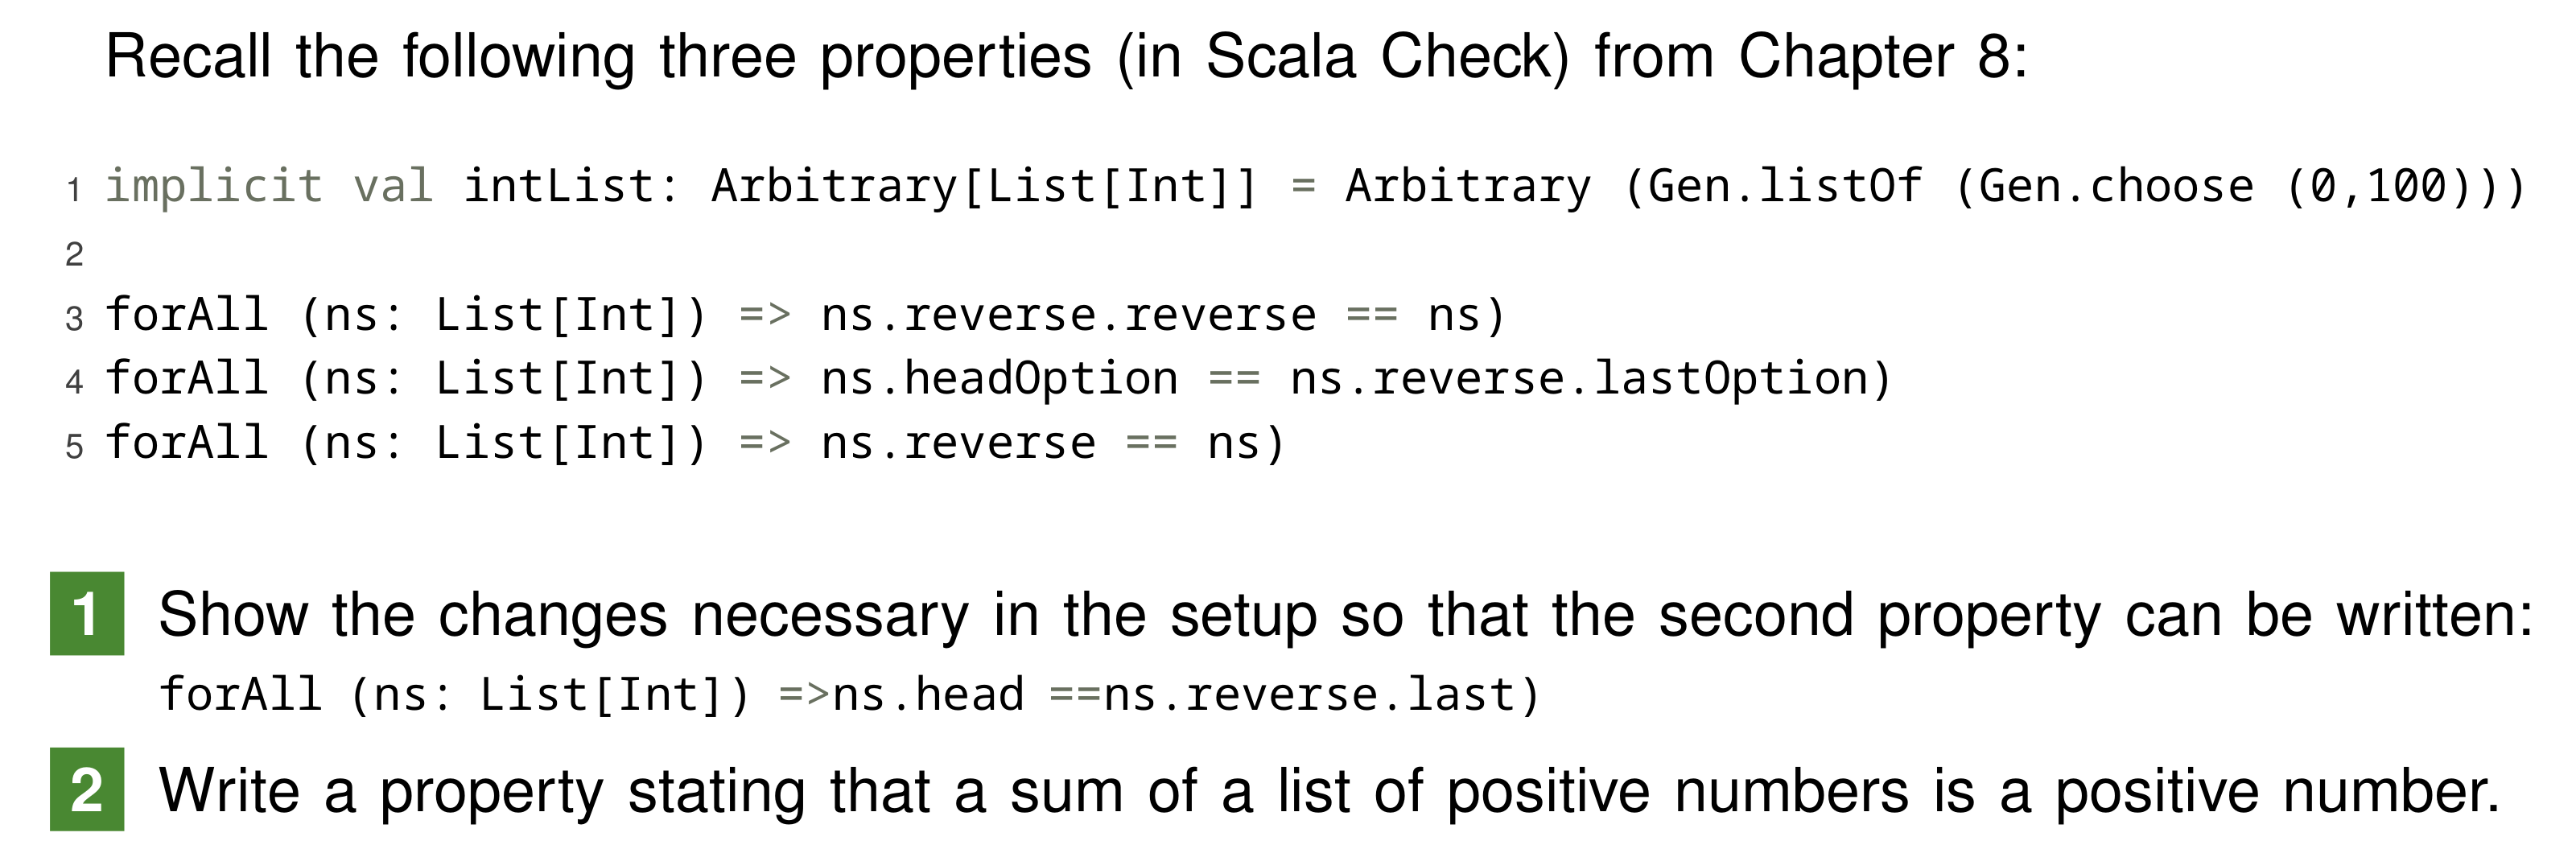 Recall the following three properties (in Scala Check) from Chapter 8:
1 implicit val intList: Arbitrary[List[Int]] = Arbitrary (Gen.listOf (Gen.choose (0,100)))
2
3 forAll (ns: List[Int]) => ns.reverse.reverse == ns)
4 forAll (ns: List[Int]) => ns.headOption == ns.reverse.lastOption)
5 forAll (ns: List[Int]) => ns.reverse == ns)
1 Show the changes necessary in the setup so that the second property can be written:
forAll (ns: List[Int]) =>ns.head ==ns.reverse.last)
2 Write a property stating that a sum of a list of positive numbers is a positive number.